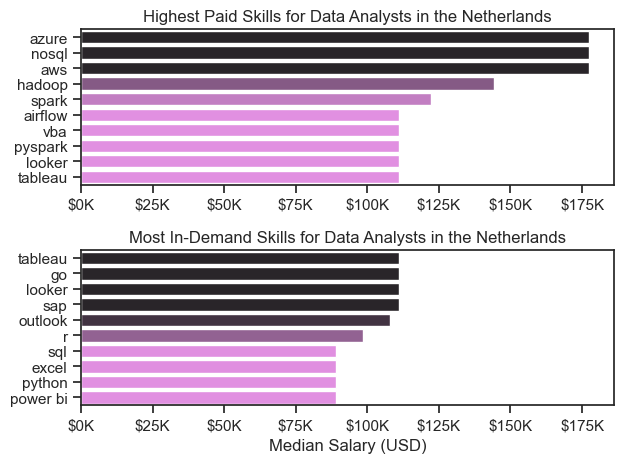 Highest Paid Skills for Data Analysts in the Netherlands
azure
nosql
aws
hadoop
spark
airflow
vba
pyspark
looker
tableau
$0K $25K $50K $75K $100K $125K $150K $175K
Most In-Demand Skills for Data Analysts in the Netherlands
tableau
go
looker
sap
outlook
r
sql
excel
python
power bi
$0K $25K $50K $75K $100K $125K $150K $175K
Median Salary (USD)